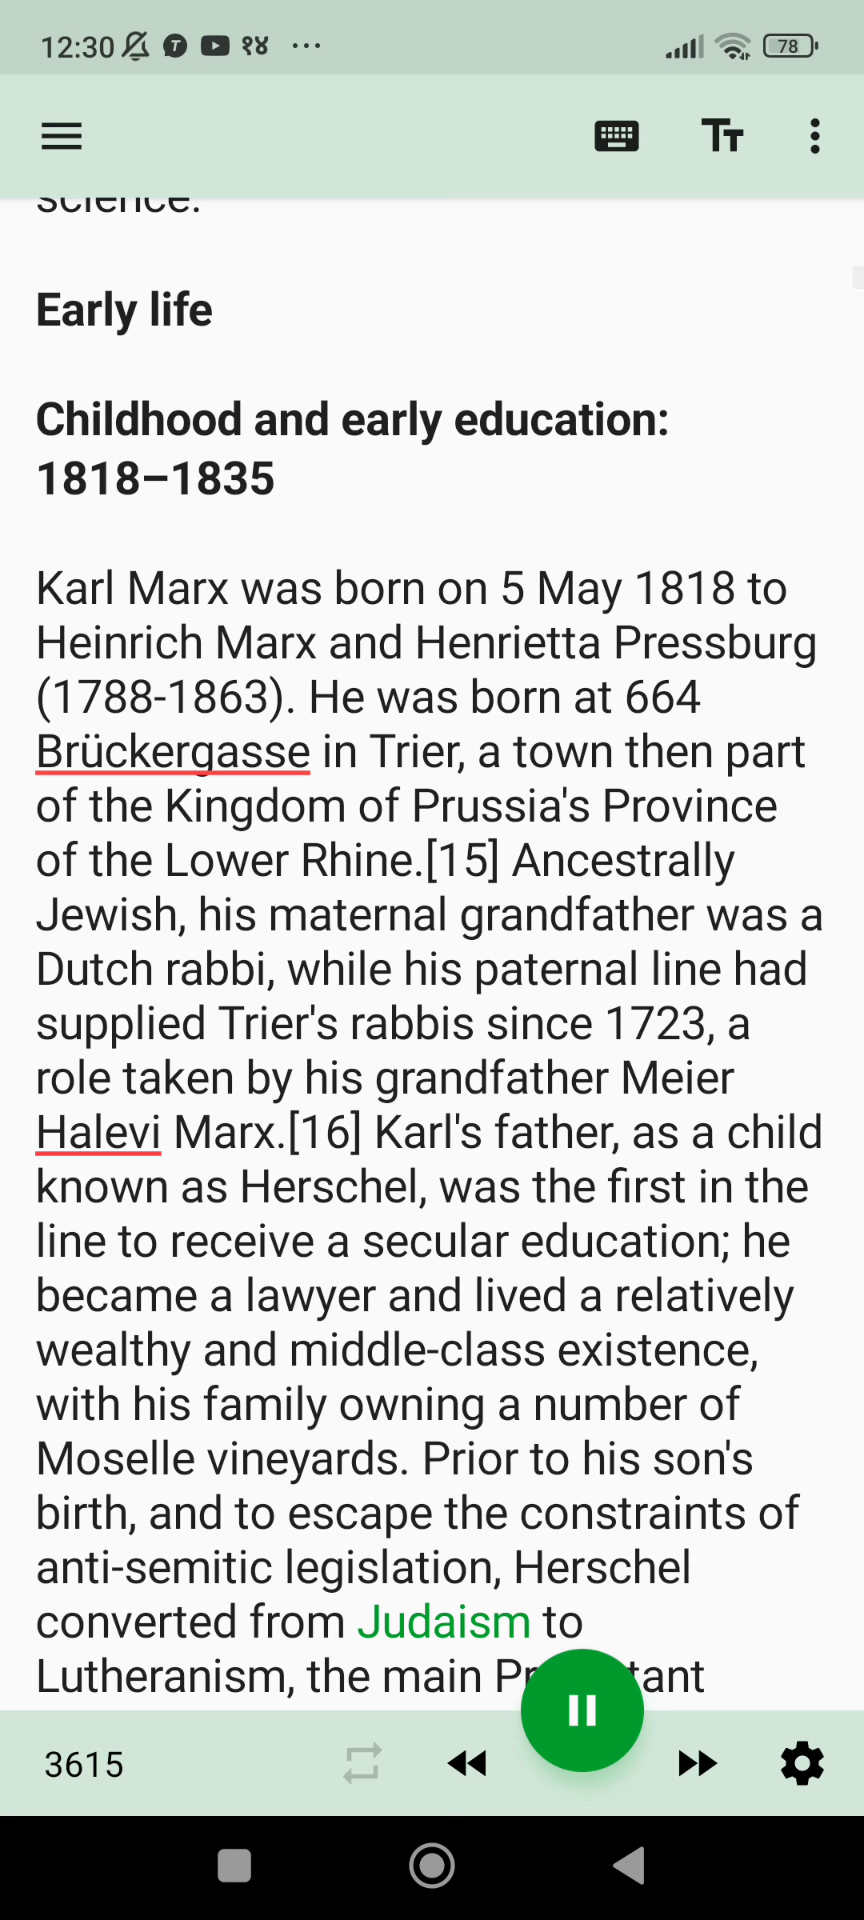 12:30 T १४ ...
78
TT
science.
Early life
Childhood and early education:
1818–1835
Karl Marx was born on 5 May 1818 to
Heinrich Marx and Henrietta Pressburg
(1788-1863). He was born at 664
Brückergasse in Trier, a town then part
of the Kingdom of Prussia's Province
of the Lower Rhine.[15] Ancestrally
Jewish, his maternal grandfather was a
Dutch rabbi, while his paternal line had
supplied Trier's rabbis since 1723, a
role taken by his grandfather Meier
Halevi Marx.[16] Karl's father, as a child
known as Herschel, was the first in the
line to receive a secular education; he
became a lawyer and lived a relatively
wealthy and middle-class existence,
with his family owning a number of
Moselle vineyards. Prior to his son's
birth, and to escape the constraints of
anti-semitic legislation, Herschel
converted from Judaism to
Lutheranism, the main Pr tant
3615